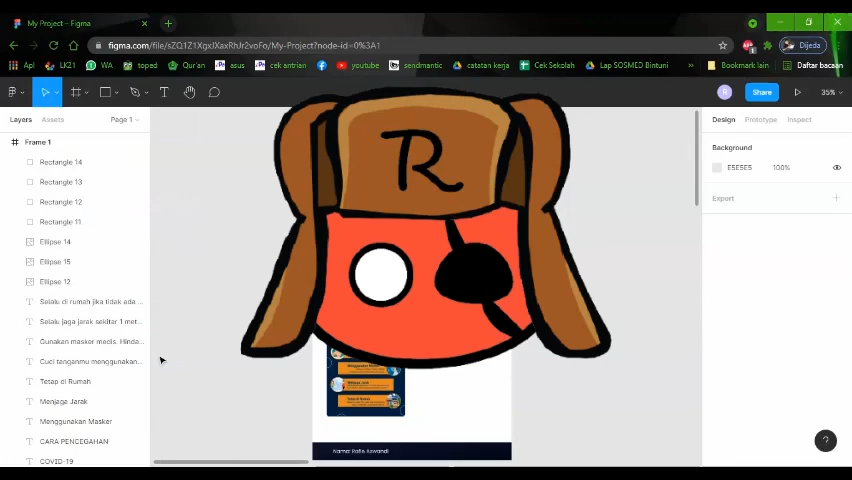 My Project – Figma
figma.com/file/sZQ1Z1XgxJXaxRhJr2voFo/My-Project?node-id=0%3A1
Dijeda
Apl LK21 WA toped Qur'an asus cek antrian youtube sendmantic catatan kerja Cek Sekolah Lap SOSMED Bintuni Bookmark lain Daftar bacaan
R Share 35%
Layers Assets Page 1 Design Prototype Inspect
Frame 1
Background
Rectangle 14
E5E5E5 100%
Rectangle 13
Rectangle 12
Export
Rectangle 11
Ellipse 14
Ellipse 15
Ellipse 12
Selalu di rumah jika tidak ada ...
Selalu jaga jarak sekitar 1 met...
Gunakan masker medis. Hinda...
Cuci tanganmu menggunakan...
Tetap di Rumah
Menjaga Jarak
Menggunakan Masker
CARA PENCEGAHAN
COVID-19
R
Nama: Rafie Aswandi
?